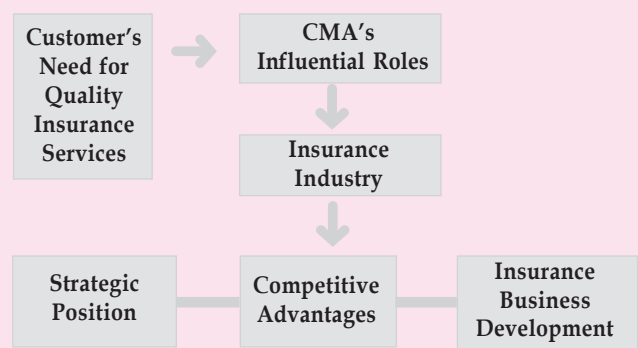 Customer's
Need for
Quality
Insurance
Services
CMA's
Influential Roles
Insurance
Industry
Strategic
Position
Competitive
Advantages
Insurance
Business
Development